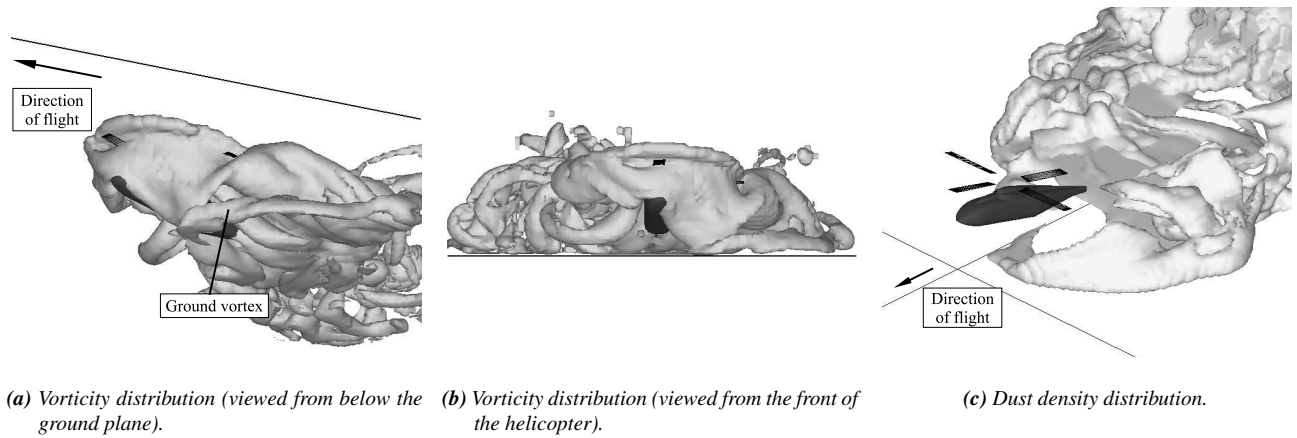 Direction
of flight
Ground vortex
Direction
of flight
(a) Vorticity distribution (viewed from below the
ground plane).
(b) Vorticity distribution (viewed from the front of
the helicopter).
(c) Dust density distribution.